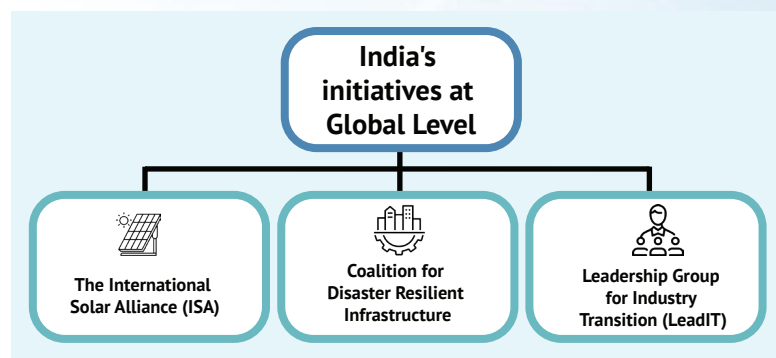 India's
initiatives at
Global Level
The International
Solar Alliance (ISA)
Coalition for
Disaster Resilient
Infrastructure
Leadership Group
for Industry
Transition (LeadIT)